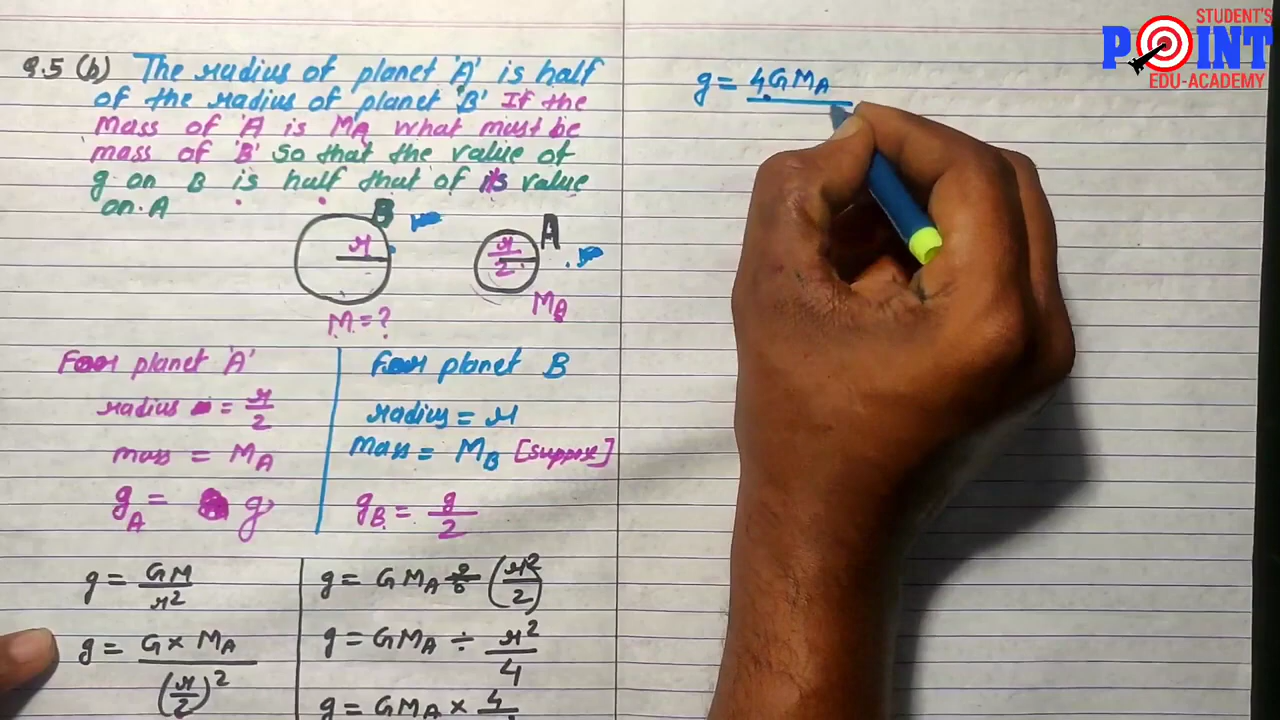 Q.5 (b) The radius of planet 'A' is half
of the radius of planet 'B' If the
mass of 'A' is MA what must be
mass of 'B' so that the value of
g on B is half that of its value
on A
B
r
M = ?
A
r/2
MA
For planet 'A'
radius = r/2
mass = MA
gA = g
For planet B
radius = r
Mass = MB [suppose]
gB = g/2
g = GM/r²
g = G × MA/(r/2)²
g = GMA ÷ (r²/2)
g = GMA ÷ r²/4
g = GMA × 4
g = 4GMA
STUDENT'S
POINT
EDU-ACADEMY